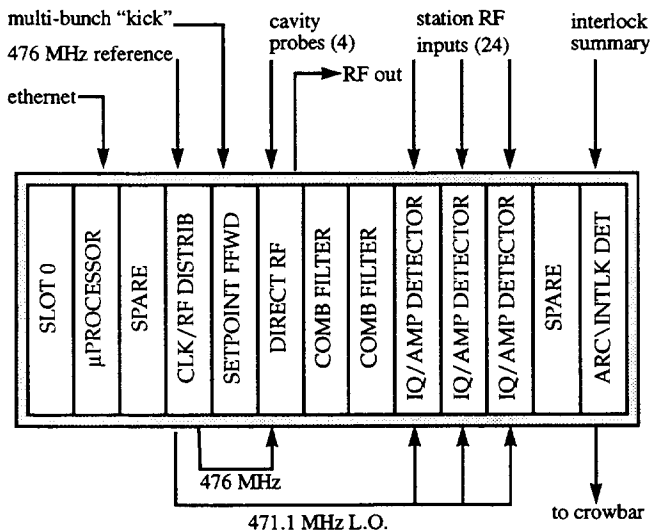 multi-bunch “kick”
476 MHz reference
ethernet
cavity
probes (4)
RF out
station RF
inputs (24)
interlock
summary
SLOT 0
μPROCESSOR
SPARE
CLK/RF DISTRIB
SETPOINT FFWD
DIRECT RF
COMB FILTER
COMB FILTER
IQ/AMP DETECTOR
IQ/AMP DETECTOR
IQ/AMP DETECTOR
SPARE
ARC\INTLK DET
476 MHz
471.1 MHz L.O.
to crowbar